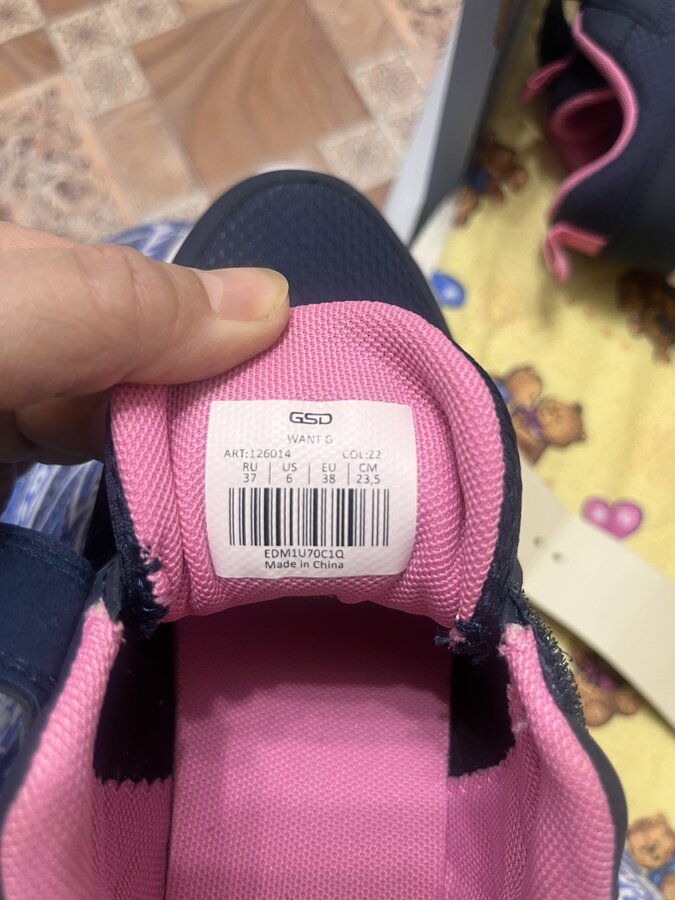 GSD
WANT G
ART:126014 COL:22
RU | US | EU | CM
37 | 6 | 38 | 23,5
EDM1U70C1Q
Made in China